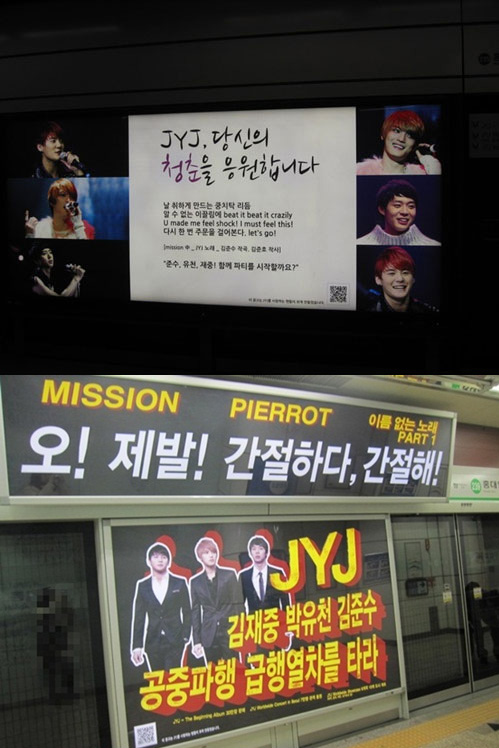 JYJ, 당신의
청춘을 응원합니다
날 취하게 만드는 쿵치탁 리듬
알 수 없는 이끌림에 beat it beat it crazily
U made me feel shock! I must feel this!
다시 한 번 주문을 걸어본다, let's go!
[mission 中 _ JYJ 노래 _ 김준수 작곡, 김준호 작사]
"준수, 유천, 재중! 함께 파티를 시작할까요?"
MISSION
PIERROT
이름 없는 노래
PART 1
오! 제발! 간절하다, 간절해!
JYJ
김재중 박유천 김준수
공중파행 급행열차를 타라